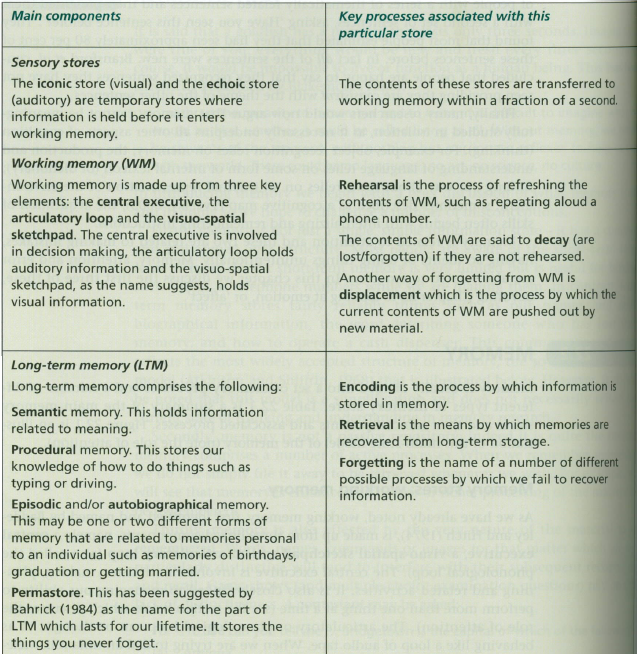 Main components
Key processes associated with this
particular store
Sensory stores
The iconic store (visual) and the echoic store
(auditory) are temporary stores where
information is held before it enters
working memory.
The contents of these stores are transferred to
working memory within a fraction of a second.
Working memory (WM)
Working memory is made up from three key
elements: the central executive, the
articulatory loop and the visuo-spatial
sketchpad. The central executive is involved
in decision making, the articulatory loop holds
auditory information and the visuo-spatial
sketchpad, as the name suggests, holds
visual information.
Rehearsal is the process of refreshing the
contents of WM, such as repeating aloud a
phone number.
The contents of WM are said to decay (are
lost/forgotten) if they are not rehearsed.
Another way of forgetting from WM is
displacement which is the process by which the
current contents of WM are pushed out by
new material.
Long-term memory (LTM)
Long-term memory comprises the following:
Semantic memory. This holds information
related to meaning.
Procedural memory. This stores our
knowledge of how to do things such as
typing or driving.
Episodic and/or autobiographical memory.
This may be one or two different forms of
memory that are related to memories personal
to an individual such as memories of birthdays,
graduation or getting married.
Permastore. This has been suggested by
Bahrick (1984) as the name for the part of
LTM which lasts for our lifetime. It stores the
things you never forget.
Encoding is the process by which information is
stored in memory.
Retrieval is the means by which memories are
recovered from long-term storage.
Forgetting is the name of a number of different
possible processes by which we fail to recover
information.